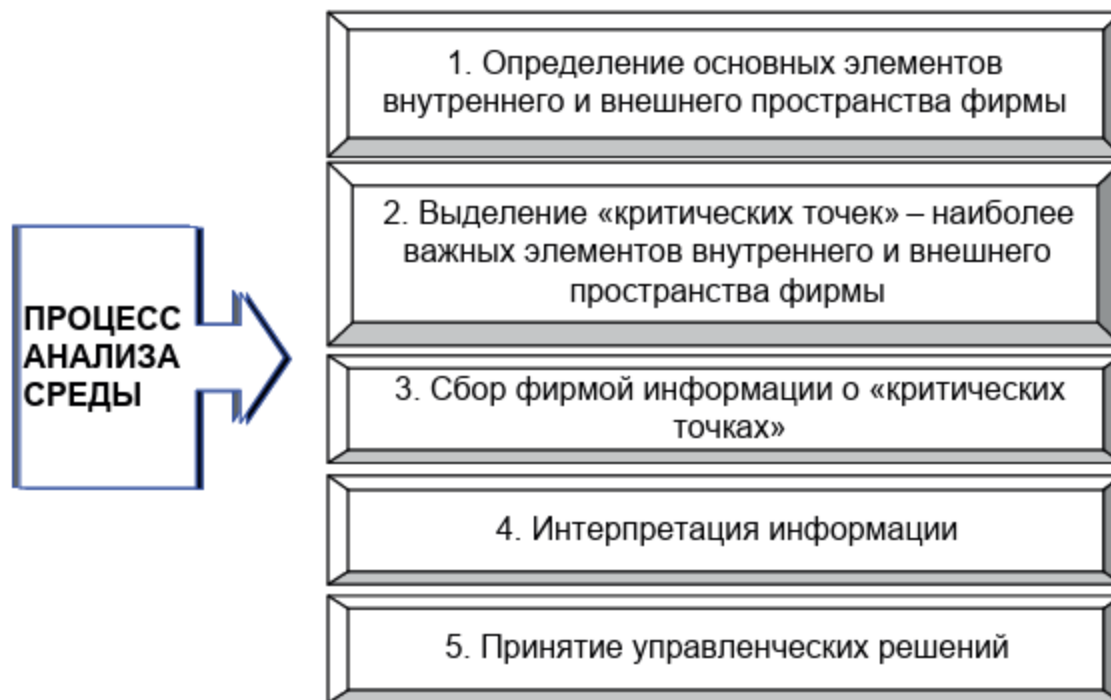 ПРОЦЕСС
АНАЛИЗА
СРЕДЫ
1. Определение основных элементов
внутреннего и внешнего пространства фирмы
2. Выделение «критических точек» – наиболее
важных элементов внутреннего и внешнего
пространства фирмы
3. Сбор фирмой информации о «критических
точках»
4. Интерпретация информации
5. Принятие управленческих решений